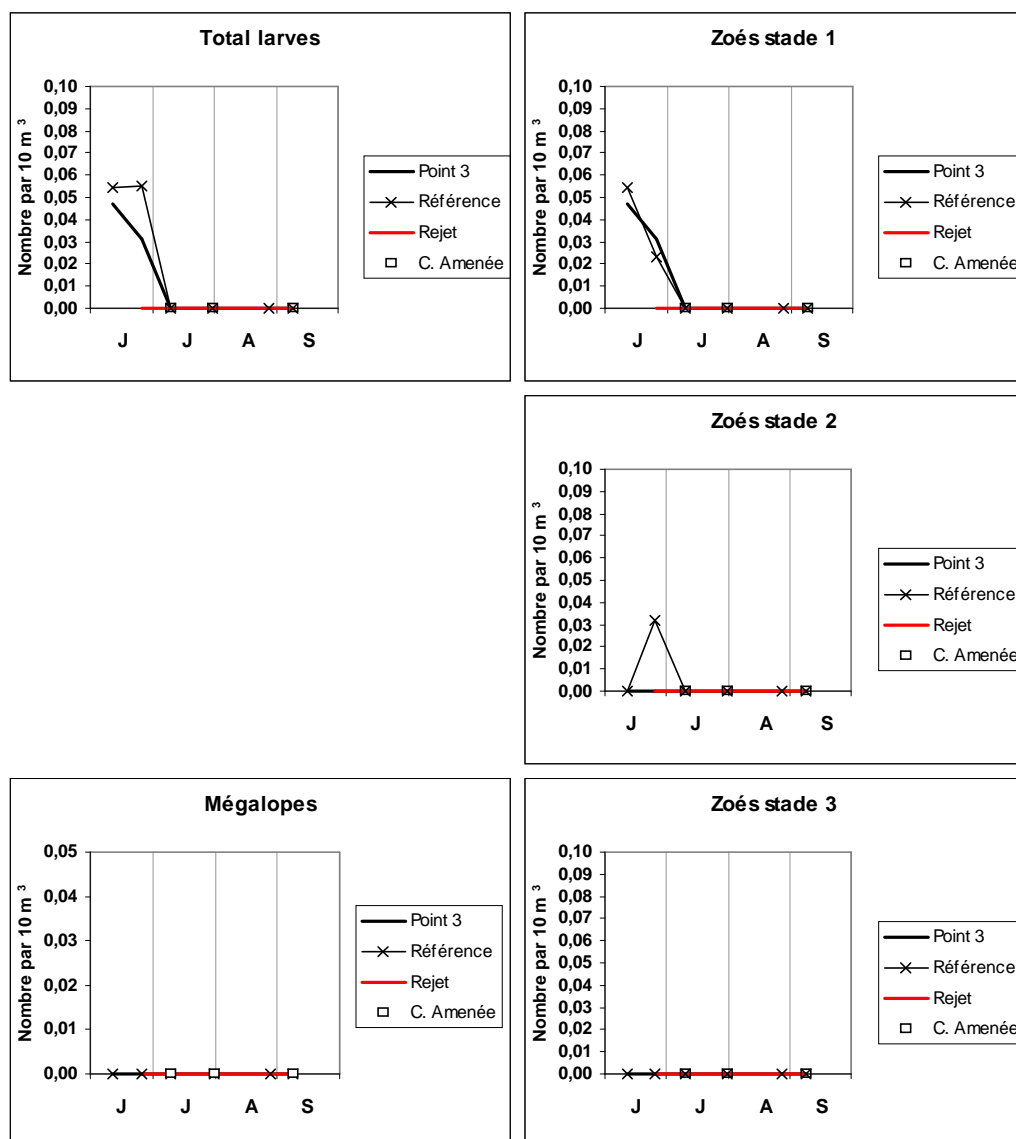 Total larves
Nombre par 10 m ³
0,10
0,09
0,08
0,07
0,06
0,05
0,04
0,03
0,02
0,01
0,00
J J A S
Point 3
Référence
Rejet
C. Amenée
Zoés stade 1
Nombre par 10 m ³
0,10
0,09
0,08
0,07
0,06
0,05
0,04
0,03
0,02
0,01
0,00
J J A S
Point 3
Référence
Rejet
C. Amenée
Zoés stade 2
Nombre par 10 m ³
0,10
0,09
0,08
0,07
0,06
0,05
0,04
0,03
0,02
0,01
0,00
J J A S
Point 3
Référence
Rejet
C. Amenée
Mégalopes
Nombre par 10 m ³
0,05
0,04
0,03
0,02
0,01
0,00
J J A S
Point 3
Référence
Rejet
C. Amenée
Zoés stade 3
Nombre par 10 m ³
0,10
0,09
0,08
0,07
0,06
0,05
0,04
0,03
0,02
0,01
0,00
J J A S
Point 3
Référence
Rejet
C. Amenée